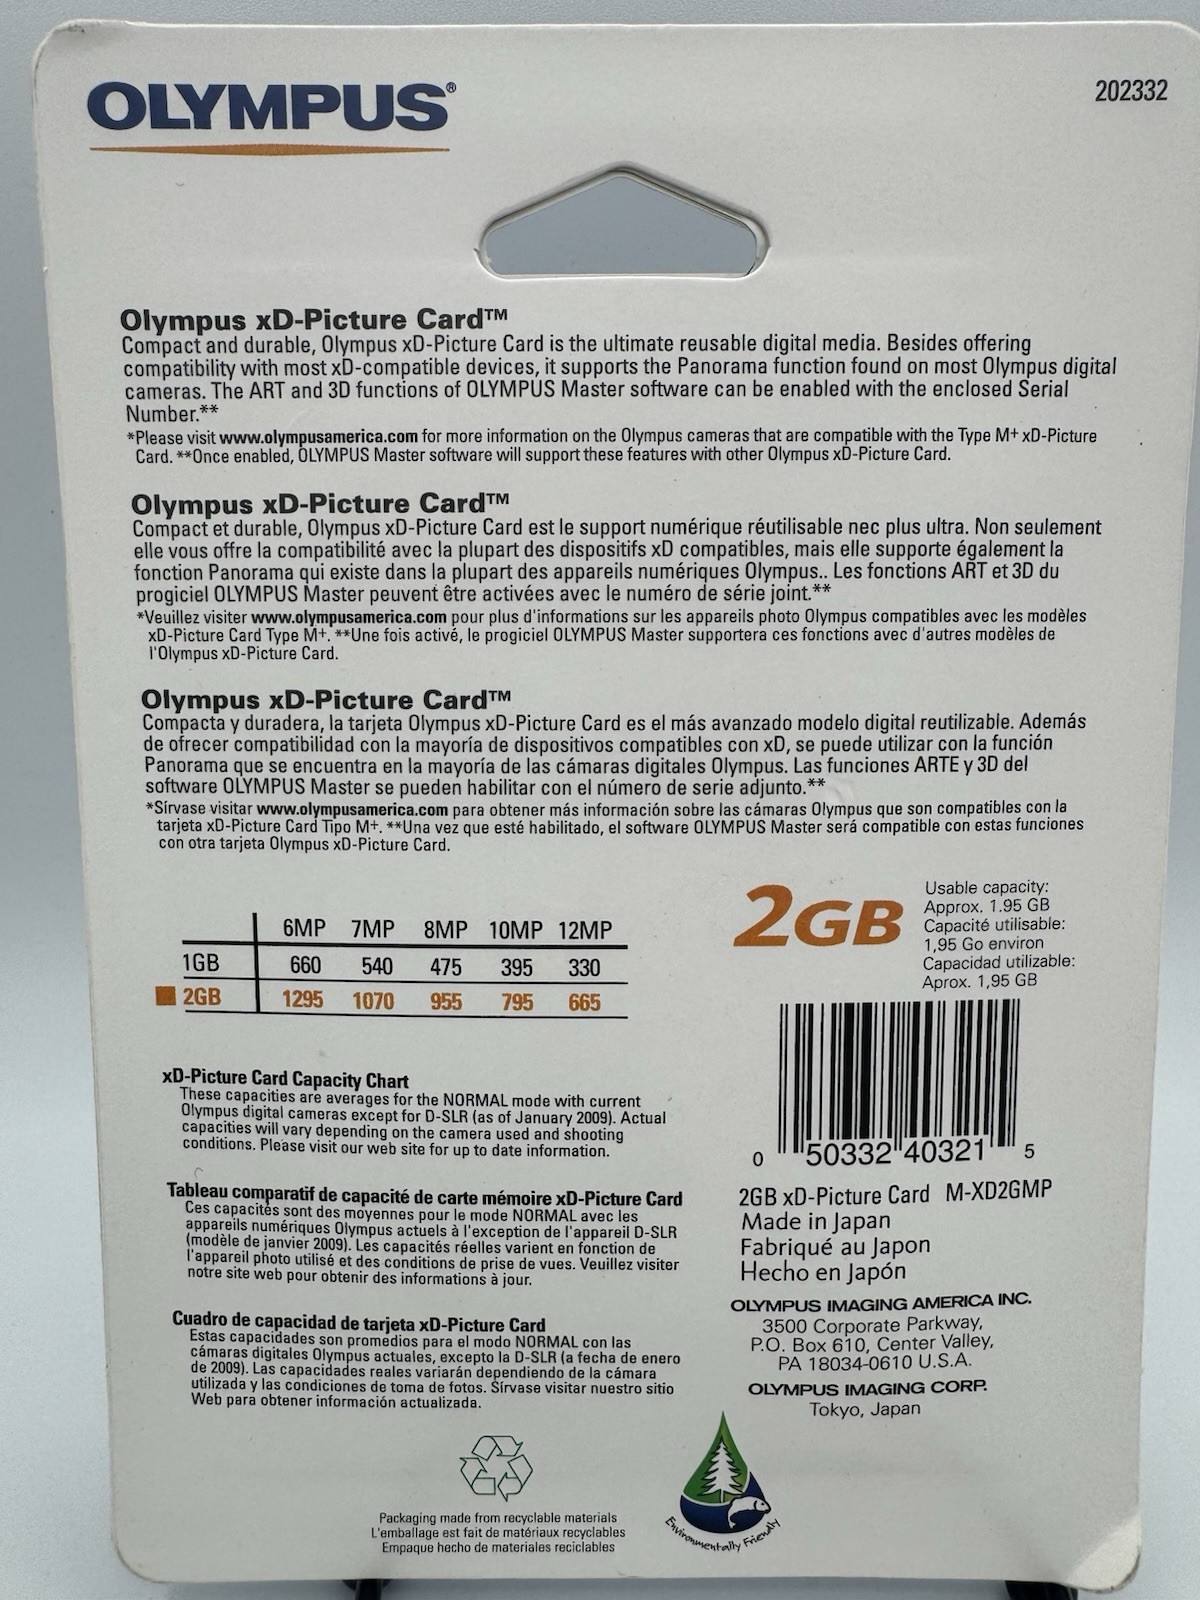 OLYMPUS®
202332
Olympus xD-Picture Card™
Compact and durable, Olympus xD-Picture Card is the ultimate reusable digital media. Besides offering
compatibility with most xD-compatible devices, it supports the Panorama function found on most Olympus digital
cameras. The ART and 3D functions of OLYMPUS Master software can be enabled with the enclosed Serial
Number.**
*Please visit www.olympusamerica.com for more information on the Olympus cameras that are compatible with the Type M+ xD-Picture
Card. **Once enabled, OLYMPUS Master software will support these features with other Olympus xD-Picture Card.
Olympus xD-Picture Card™
Compact et durable, Olympus xD-Picture Card est le support numérique réutilisable nec plus ultra. Non seulement
elle vous offre la compatibilité avec la plupart des dispositifs xD compatibles, mais elle supporte également la
fonction Panorama qui existe dans la plupart des appareils numériques Olympus.. Les fonctions ART et 3D du
progiciel OLYMPUS Master peuvent être activées avec le numéro de série joint.**
*Veuillez visiter www.olympusamerica.com pour plus d'informations sur les appareils photo Olympus compatibles avec les modèles
xD-Picture Card Type M+. **Une fois activé, le progiciel OLYMPUS Master supportera ces fonctions avec d'autres modèles de
l'Olympus xD-Picture Card.
Olympus xD-Picture Card™
Compacta y duradera, la tarjeta Olympus xD-Picture Card es el más avanzado modelo digital reutilizable. Además
de ofrecer compatibilidad con la mayoría de dispositivos compatibles con xD, se puede utilizar con la función
Panorama que se encuentra en la mayoría de las cámaras digitales Olympus. Las funciones ARTE y 3D del
software OLYMPUS Master se pueden habilitar con el número de serie adjunto.**
*Sírvase visitar www.olympusamerica.com para obtener más información sobre las cámaras Olympus que son compatibles con la
tarjeta xD-Picture Card Tipo M+. **Una vez que esté habilitado, el software OLYMPUS Master será compatible con estas funciones
con otra tarjeta Olympus xD-Picture Card.
6MP 7MP 8MP 10MP 12MP
1GB 660 540 475 395 330
2GB 1295 1070 955 795 665
2GB
Usable capacity:
Approx. 1.95 GB
Capacité utilisable:
1,95 Go environ
Capacidad utilizable:
Aprox. 1,95 GB
xD-Picture Card Capacity Chart
These capacities are averages for the NORMAL mode with current
Olympus digital cameras except for D-SLR (as of January 2009). Actual
capacities will vary depending on the camera used and shooting
conditions. Please visit our web site for up to date information.
Tableau comparatif de capacité de carte mémoire xD-Picture Card
Ces capacités sont des moyennes pour le mode NORMAL avec les
appareils numériques Olympus actuels à l'exception de l'appareil D-SLR
(modèle de janvier 2009). Les capacités réelles varient en fonction de
l'appareil photo utilisé et des conditions de prise de vues. Veuillez visiter
notre site web pour obtenir des informations à jour.
Cuadro de capacidad de tarjeta xD-Picture Card
Estas capacidades son promedios para el modo NORMAL con las
cámaras digitales Olympus actuales, excepto la D-SLR (a fecha de enero
de 2009). Las capacidades reales variarán dependiendo de la cámara
utilizada y las condiciones de toma de fotos. Sírvase visitar nuestro sitio
Web para obtener información actualizada.
0 50332 40321 5
2GB xD-Picture Card M-XD2GMP
Made in Japan
Fabriqué au Japon
Hecho en Japón
OLYMPUS IMAGING AMERICA INC.
3500 Corporate Parkway,
P.O. Box 610, Center Valley,
PA 18034-0610 U.S.A.
OLYMPUS IMAGING CORP.
Tokyo, Japan
Packaging made from recyclable materials
L'emballage est fait de matériaux recyclables
Empaque hecho de materiales reciclables
Environmentally Friendly